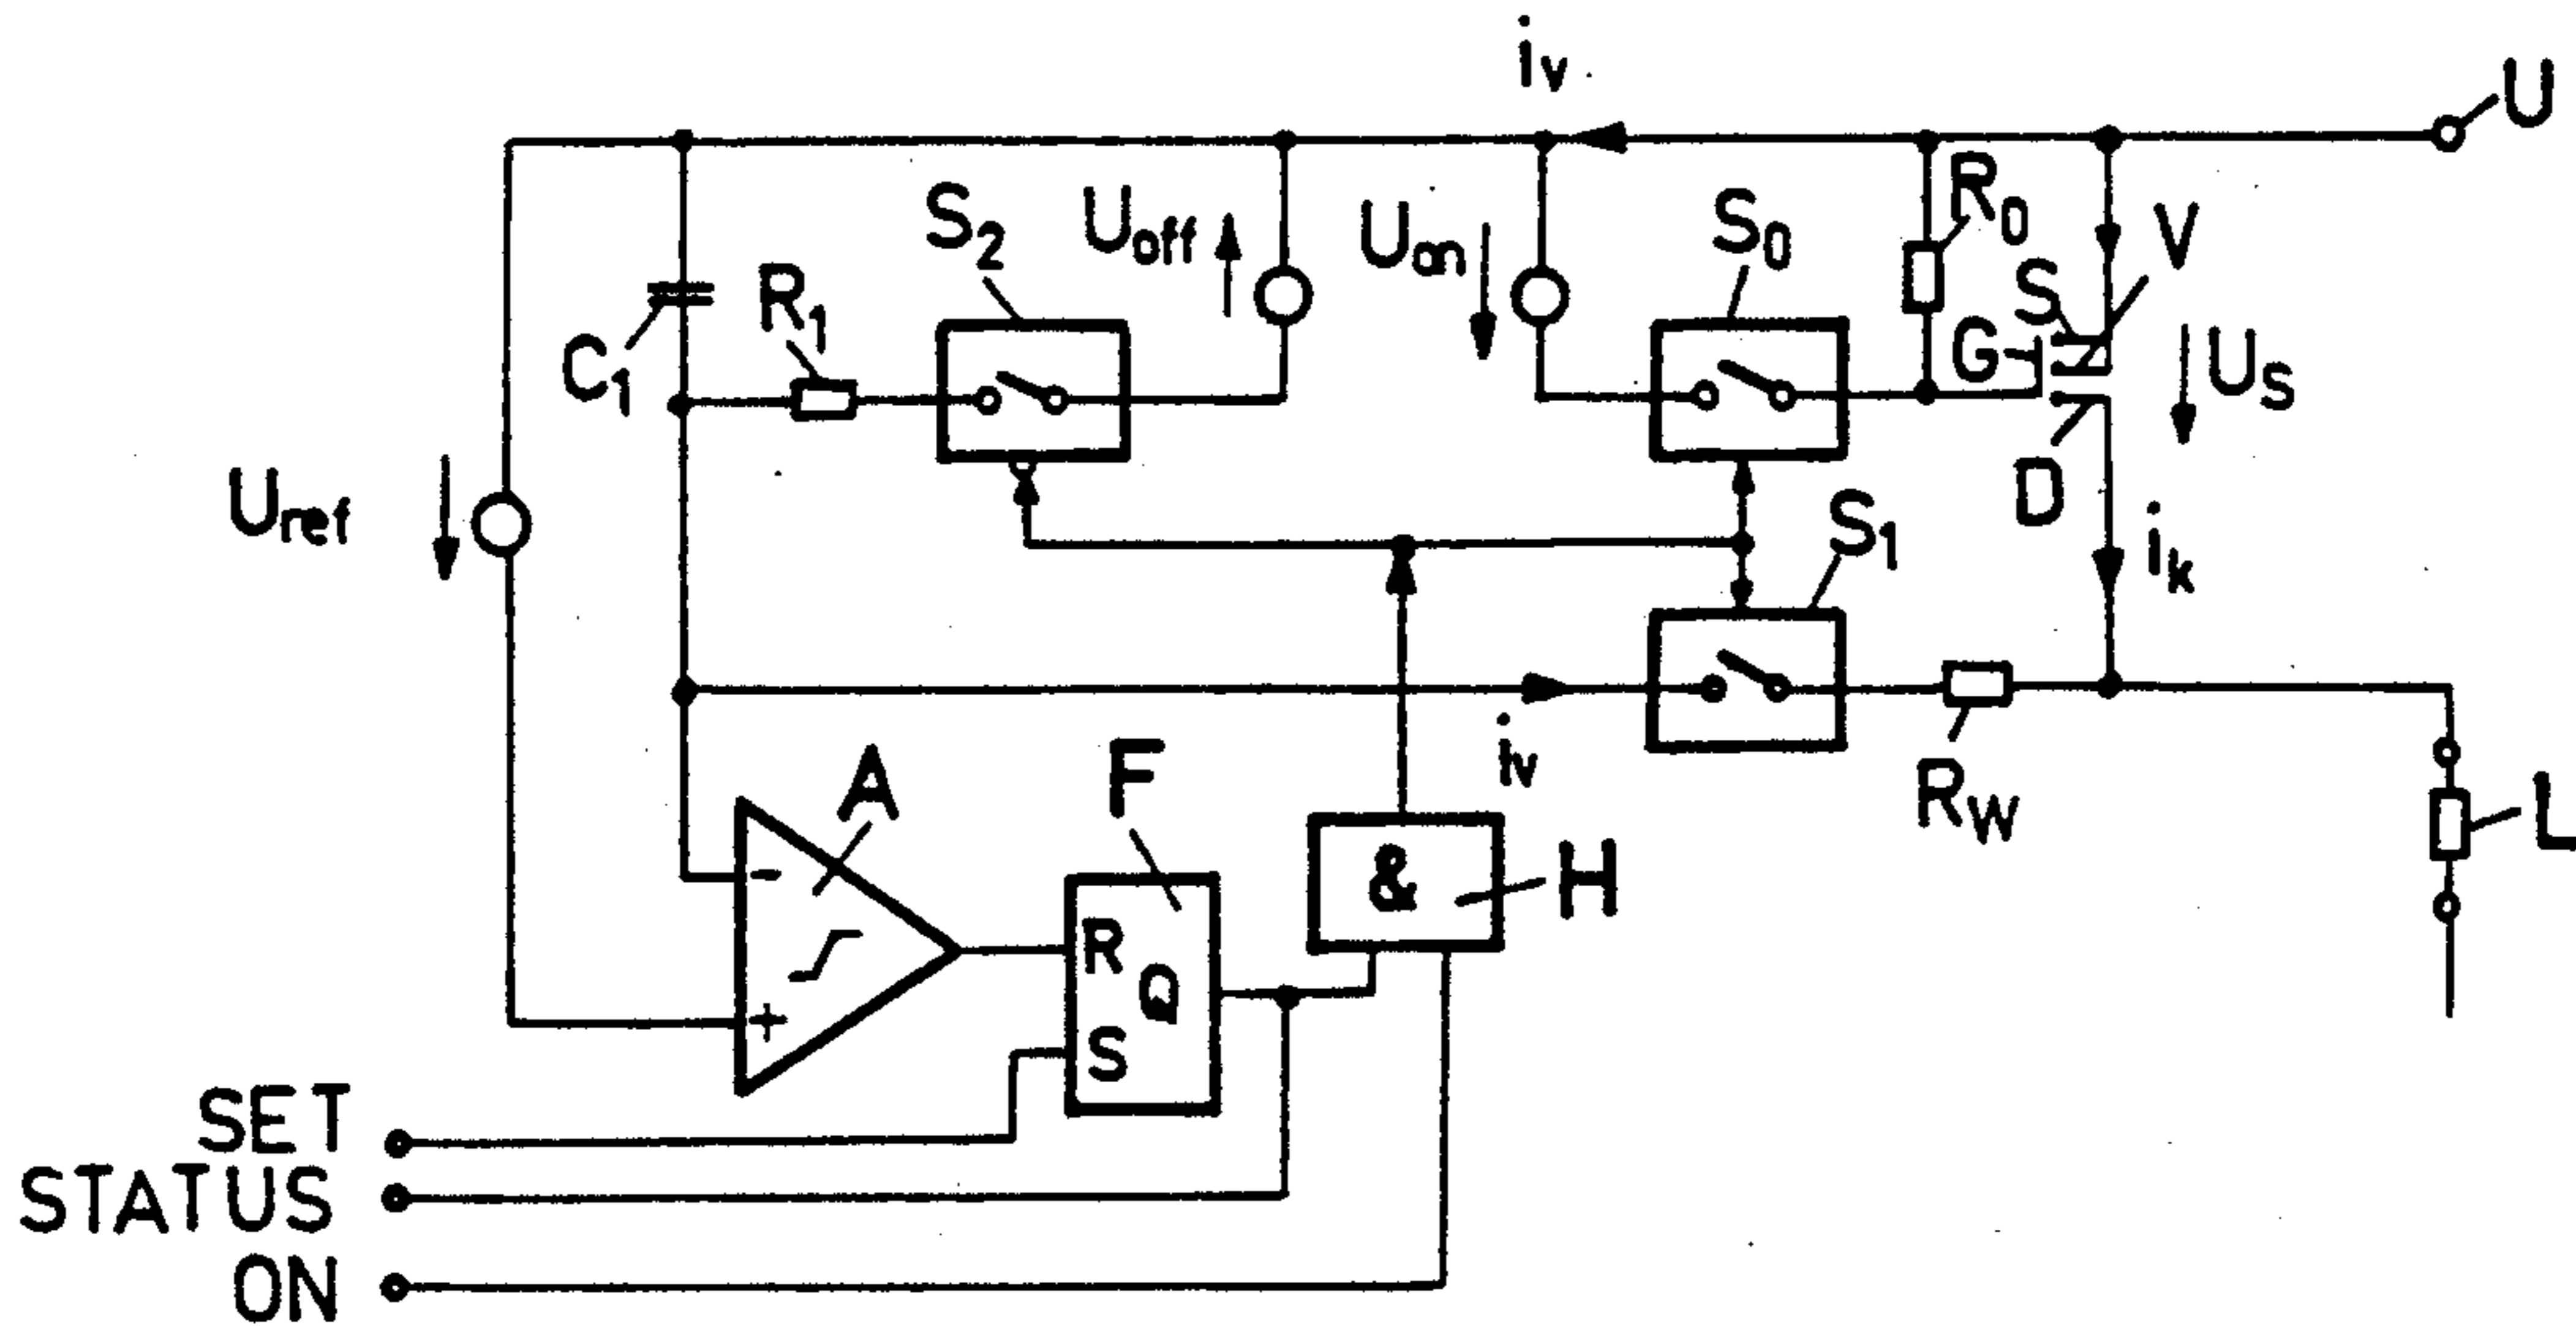 iv
U
S2
Uoff
Uon
S0
R0
V
R1
S
G
C1
US
D
Uref
S1
ik
iv
A
F
RW
L
-
&
H
R
Q
+
S
SET
STATUS
ON